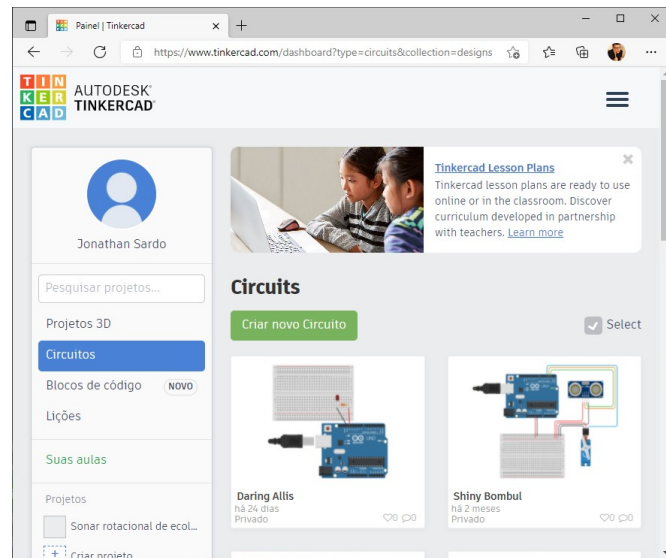 Painel | Tinkercad
https://www.tinkercad.com/dashboard?type=circuits&collection=designs
TIN
KER
CAD
AUTODESK®
TINKERCAD®
Jonathan Sardo
Pesquisar projetos...
Projetos 3D
Circuitos
Blocos de código NOVO
Lições
Suas aulas
Projetos
Sonar rotacional de ecol...
Criar projeto
Tinkercad Lesson Plans
Tinkercad lesson plans are ready to use
online or in the classroom. Discover
curriculum developed in partnership
with teachers. Learn more
Circuits
Criar novo Circuito
Select
Daring Allis
há 24 dias
Privado
0 0
Shiny Bombul
há 2 meses
Privado
0 0